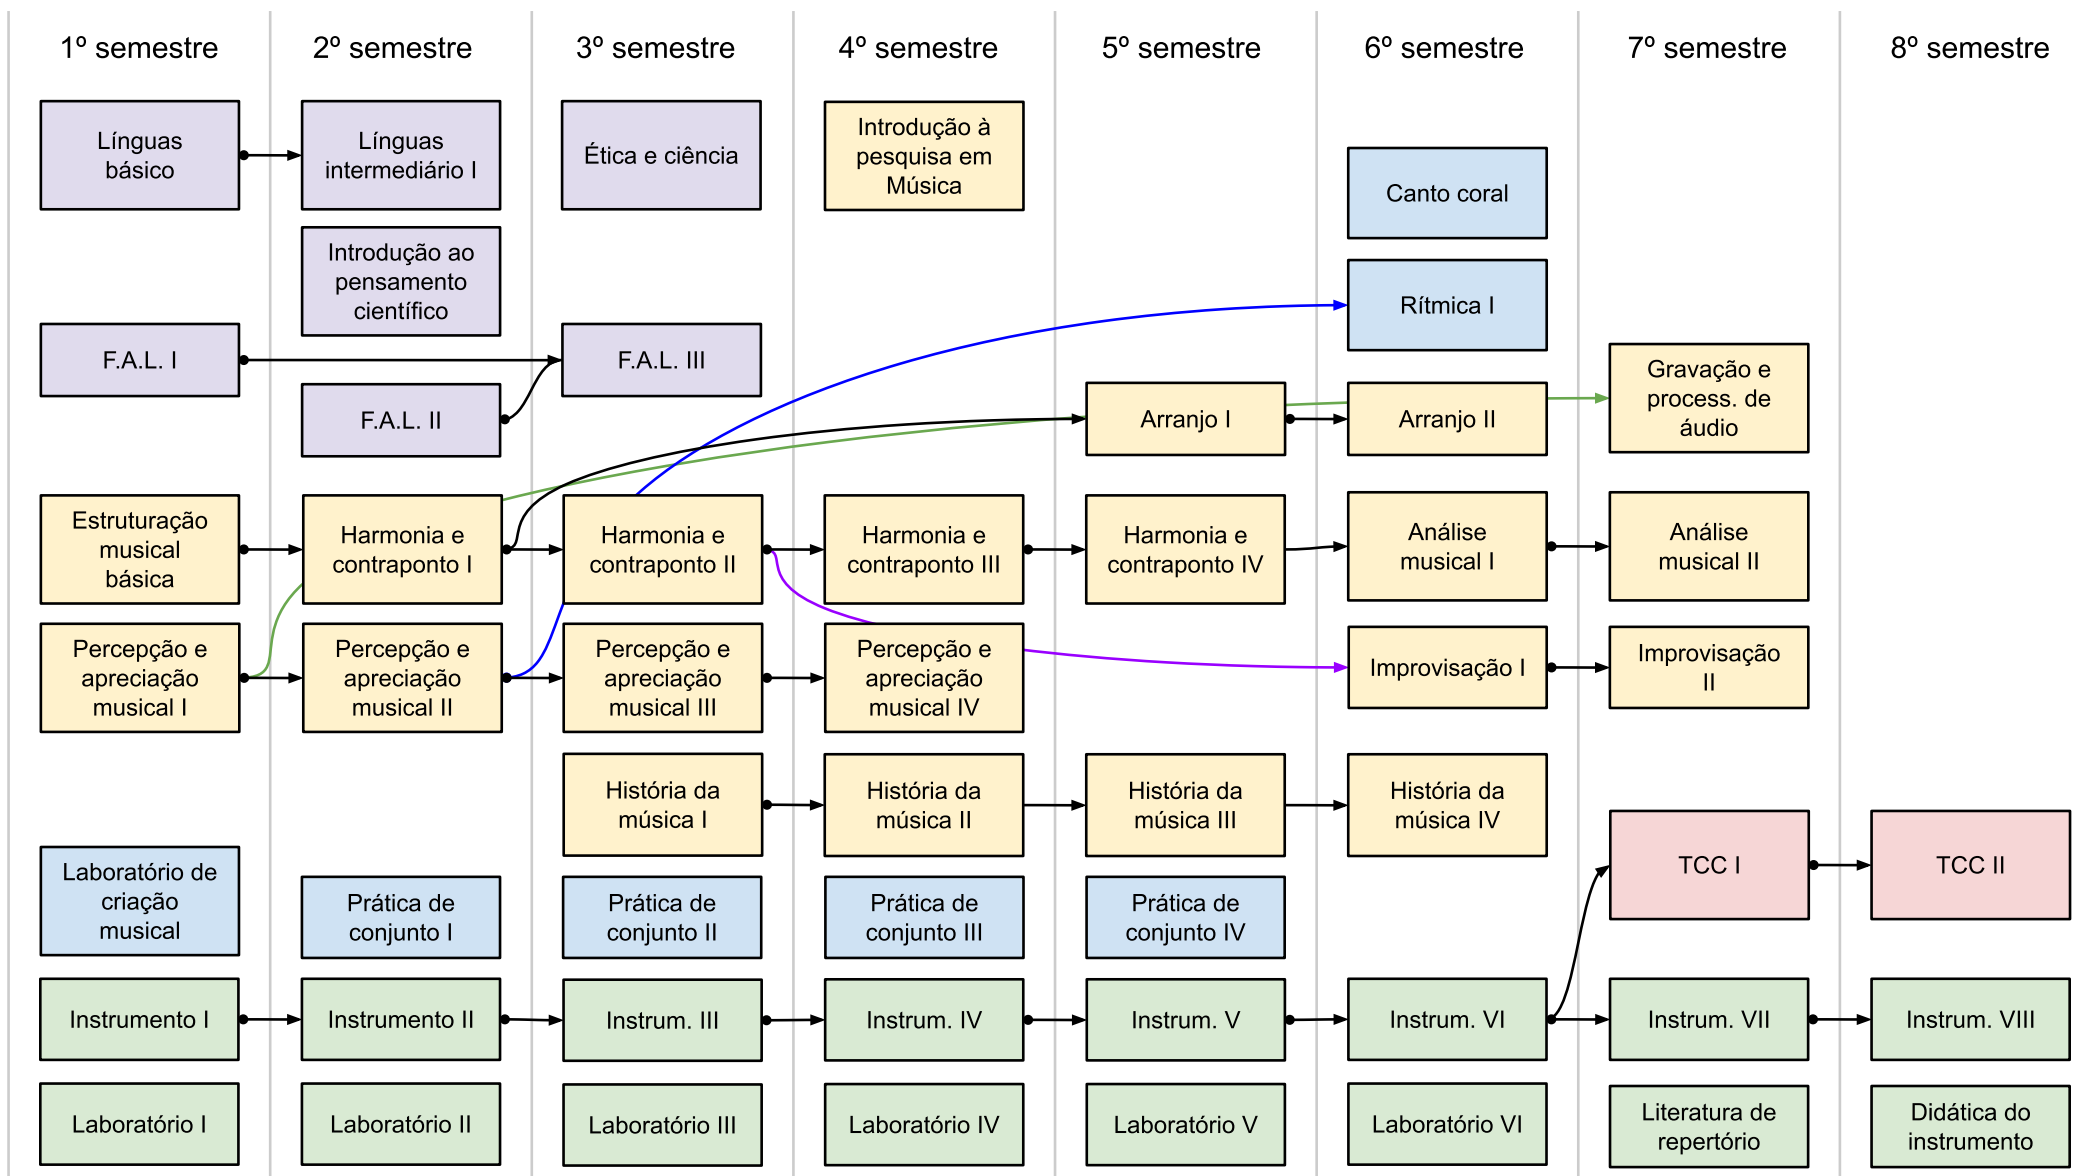 1º semestre
2º semestre
3º semestre
4º semestre
5º semestre
6º semestre
7º semestre
8º semestre
Línguas
básico
Línguas
intermediário I
Ética e ciência
Introdução à
pesquisa em
Música
Canto coral
Introdução ao
pensamento
científico
Rítmica I
F.A.L. I
F.A.L. III
F.A.L. II
Arranjo I
Arranjo II
Gravação e
process. de
áudio
Estruturação
musical
básica
Harmonia e
contraponto I
Harmonia e
contraponto II
Harmonia e
contraponto III
Harmonia e
contraponto IV
Análise
musical I
Análise
musical II
Percepção e
apreciação
musical I
Percepção e
apreciação
musical II
Percepção e
apreciação
musical III
Percepção e
apreciação
musical IV
Improvisação I
Improvisação
II
História da
música I
História da
música II
História da
música III
História da
música IV
TCC I
TCC II
Laboratório de
criação
musical
Prática de
conjunto I
Prática de
conjunto II
Prática de
conjunto III
Prática de
conjunto IV
Instrumento I
Instrumento II
Instrum. III
Instrum. IV
Instrum. V
Instrum. VI
Instrum. VII
Instrum. VIII
Laboratório I
Laboratório II
Laboratório III
Laboratório IV
Laboratório V
Laboratório VI
Literatura de
repertório
Didática do
instrumento